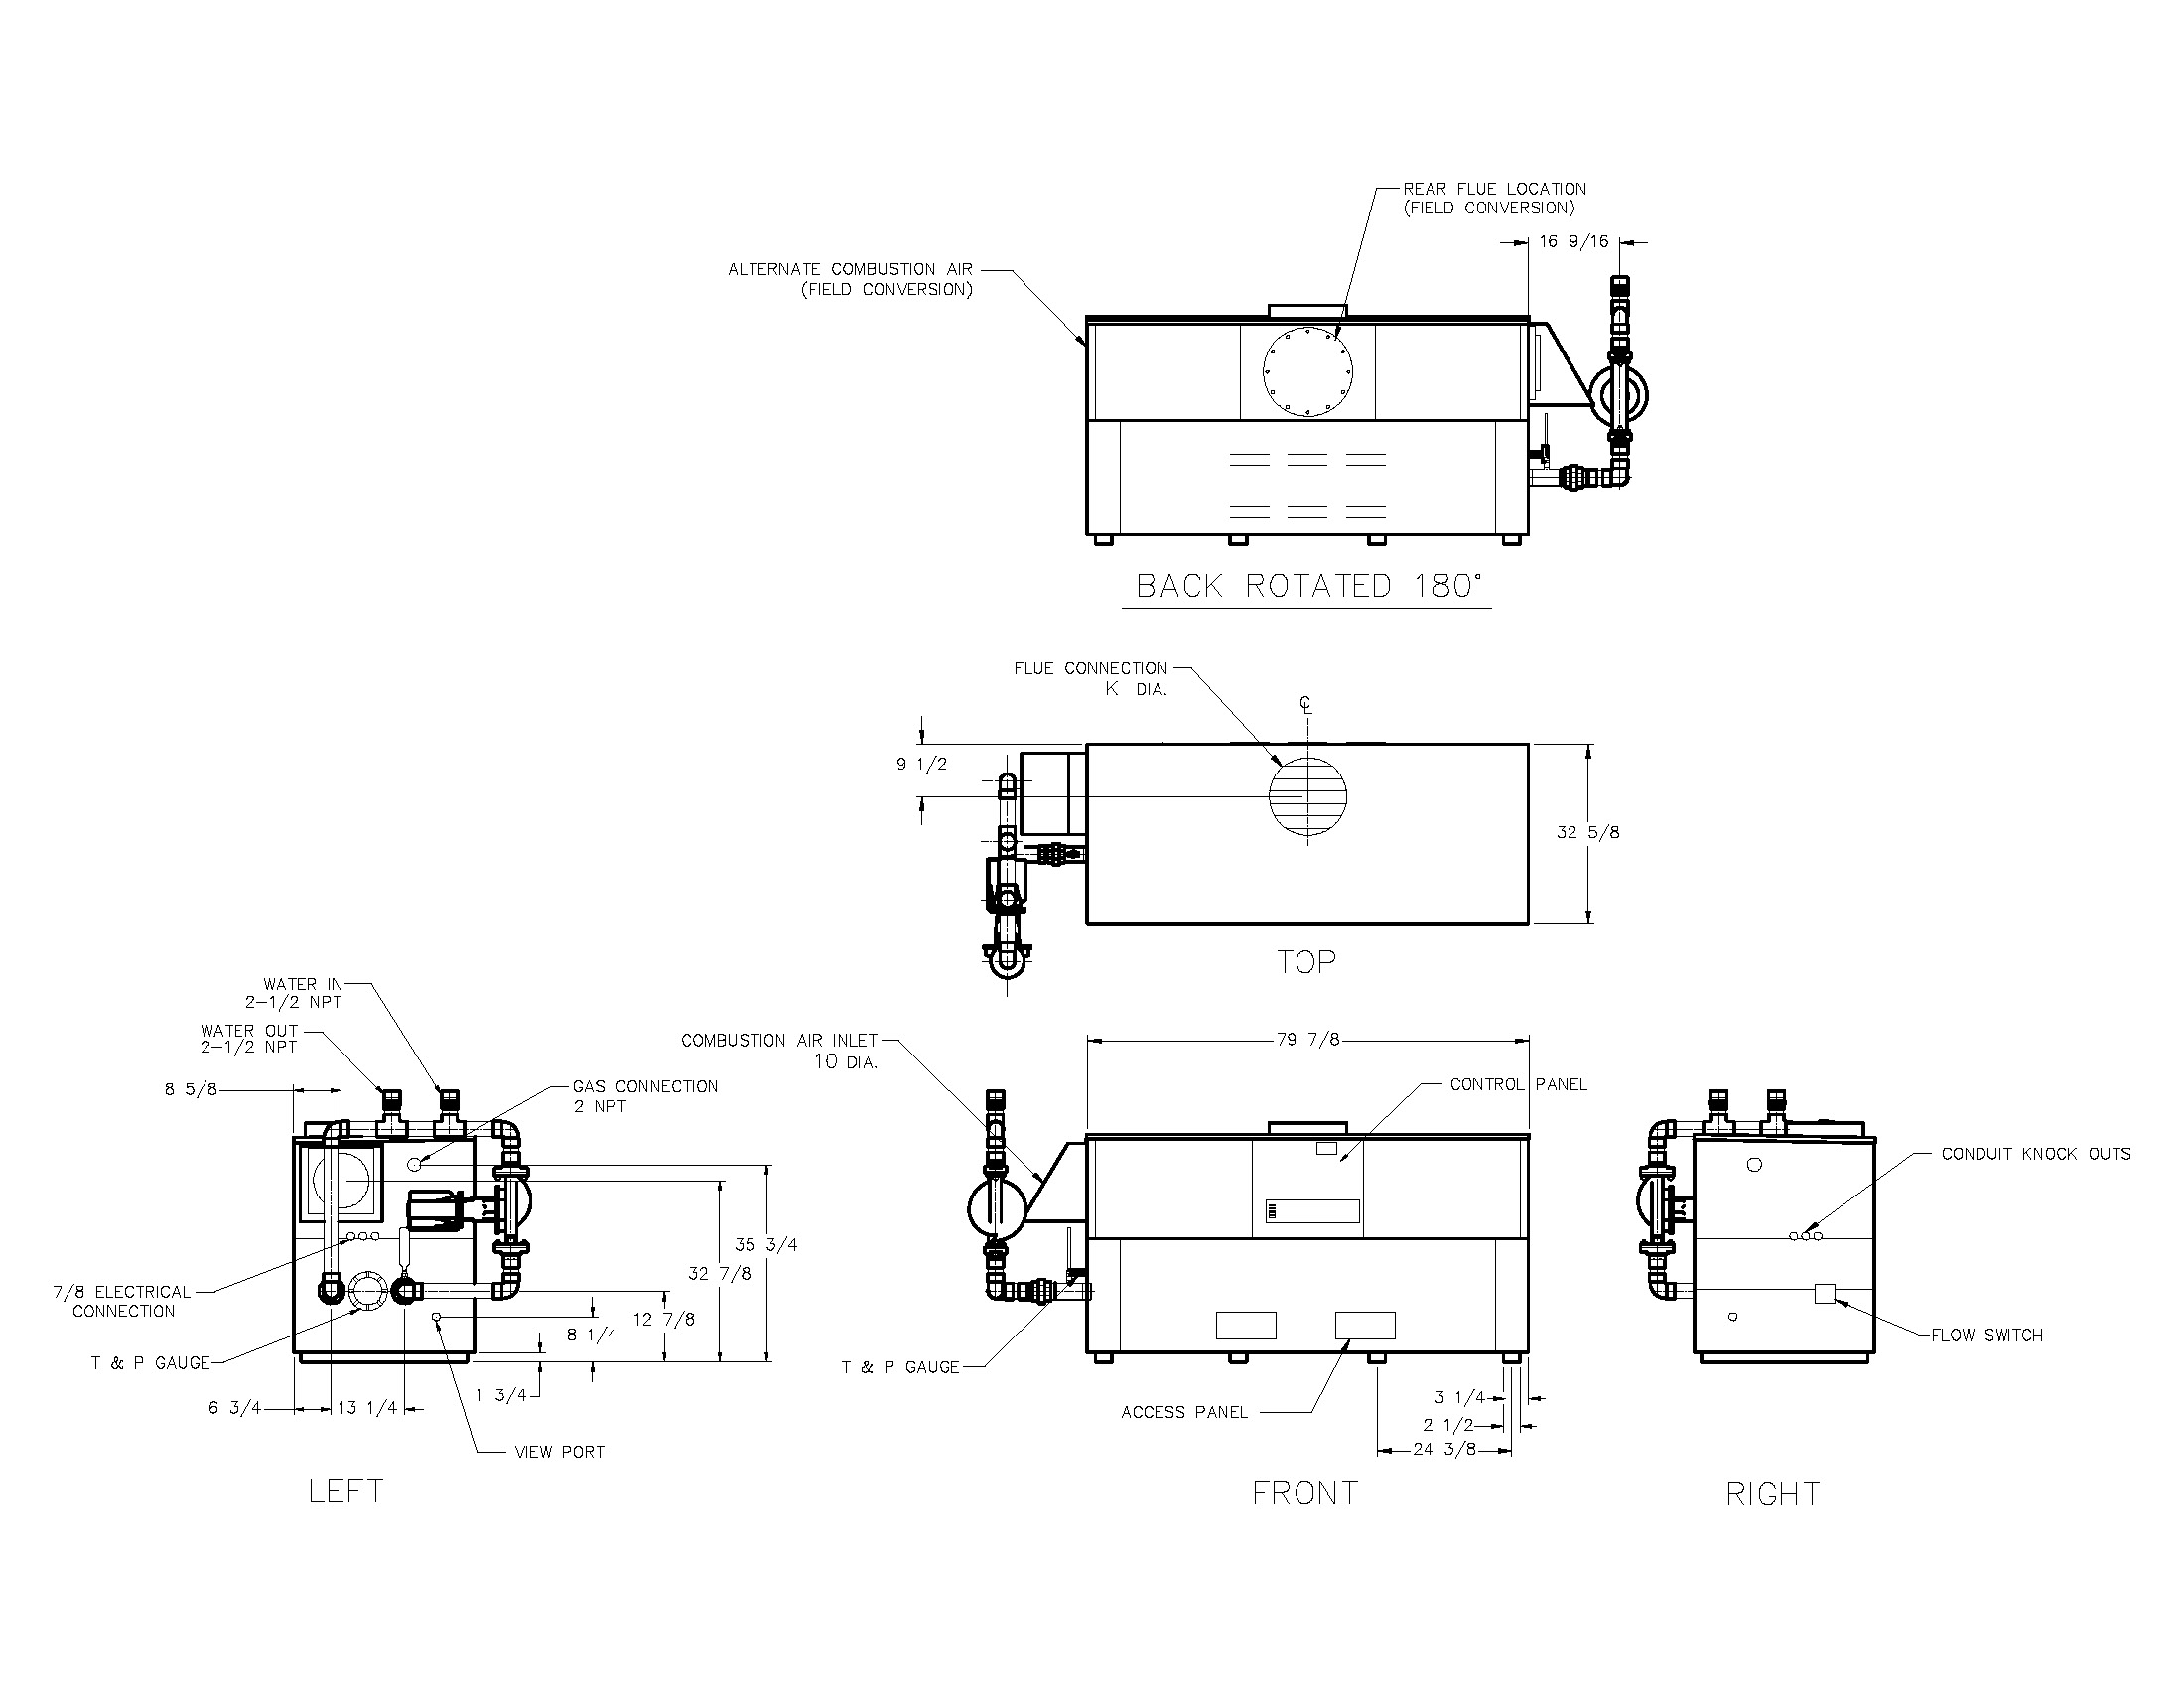 REAR FLUE LOCATION
(FIELD CONVERSION)
16 9/16
ALTERNATE COMBUSTION AIR
(FIELD CONVERSION)
BACK ROTATED 180°
FLUE CONNECTION
K DIA.
℄
9 1/2
32 5/8
TOP
WATER IN
2-1/2 NPT
WATER OUT
2-1/2 NPT
8 5/8
GAS CONNECTION
2 NPT
35 3/4
32 7/8
12 7/8
8 1/4
1 3/4
7/8 ELECTRICAL
CONNECTION
T & P GAUGE
6 3/4
13 1/4
VIEW PORT
LEFT
COMBUSTION AIR INLET
10 DIA.
79 7/8
CONTROL PANEL
T & P GAUGE
ACCESS PANEL
3 1/4
2 1/2
24 3/8
FRONT
CONDUIT KNOCK OUTS
FLOW SWITCH
RIGHT